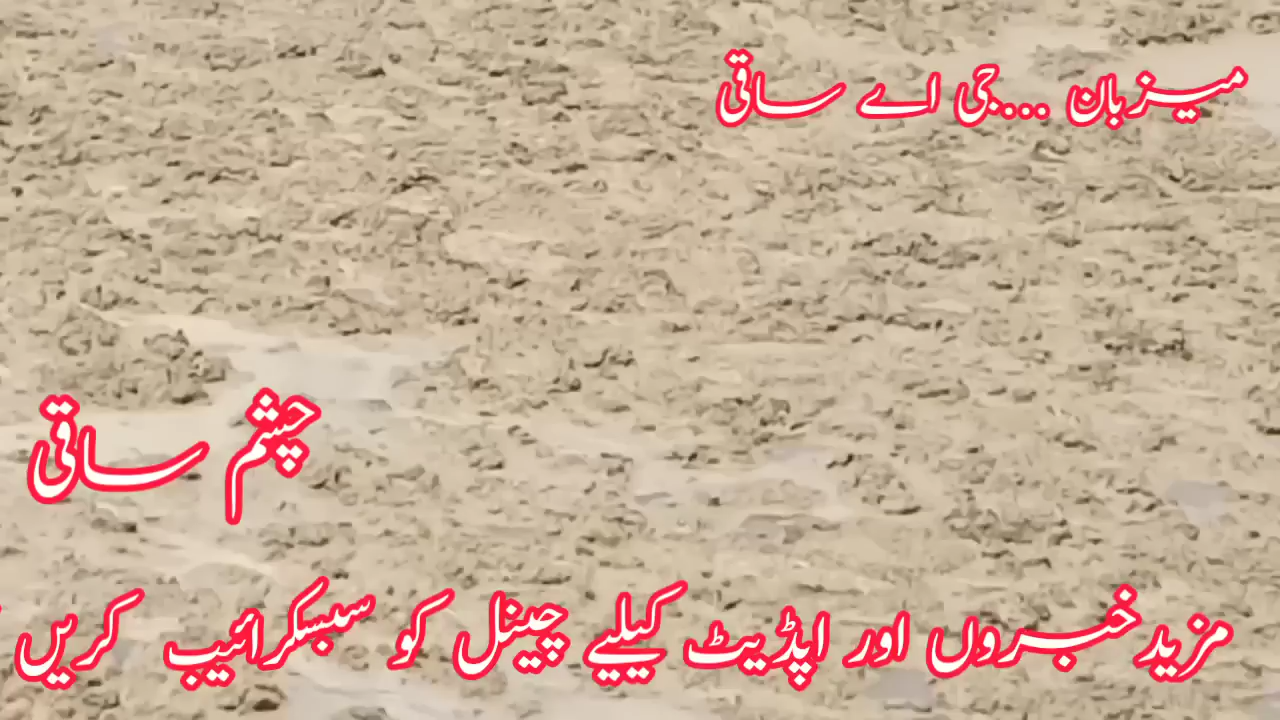 میزبان ...جی اے ساقی
چشم ساقی
مزید خبروں اور اپڈیٹ کیلیے چینل کو سبسکرائیب کریں